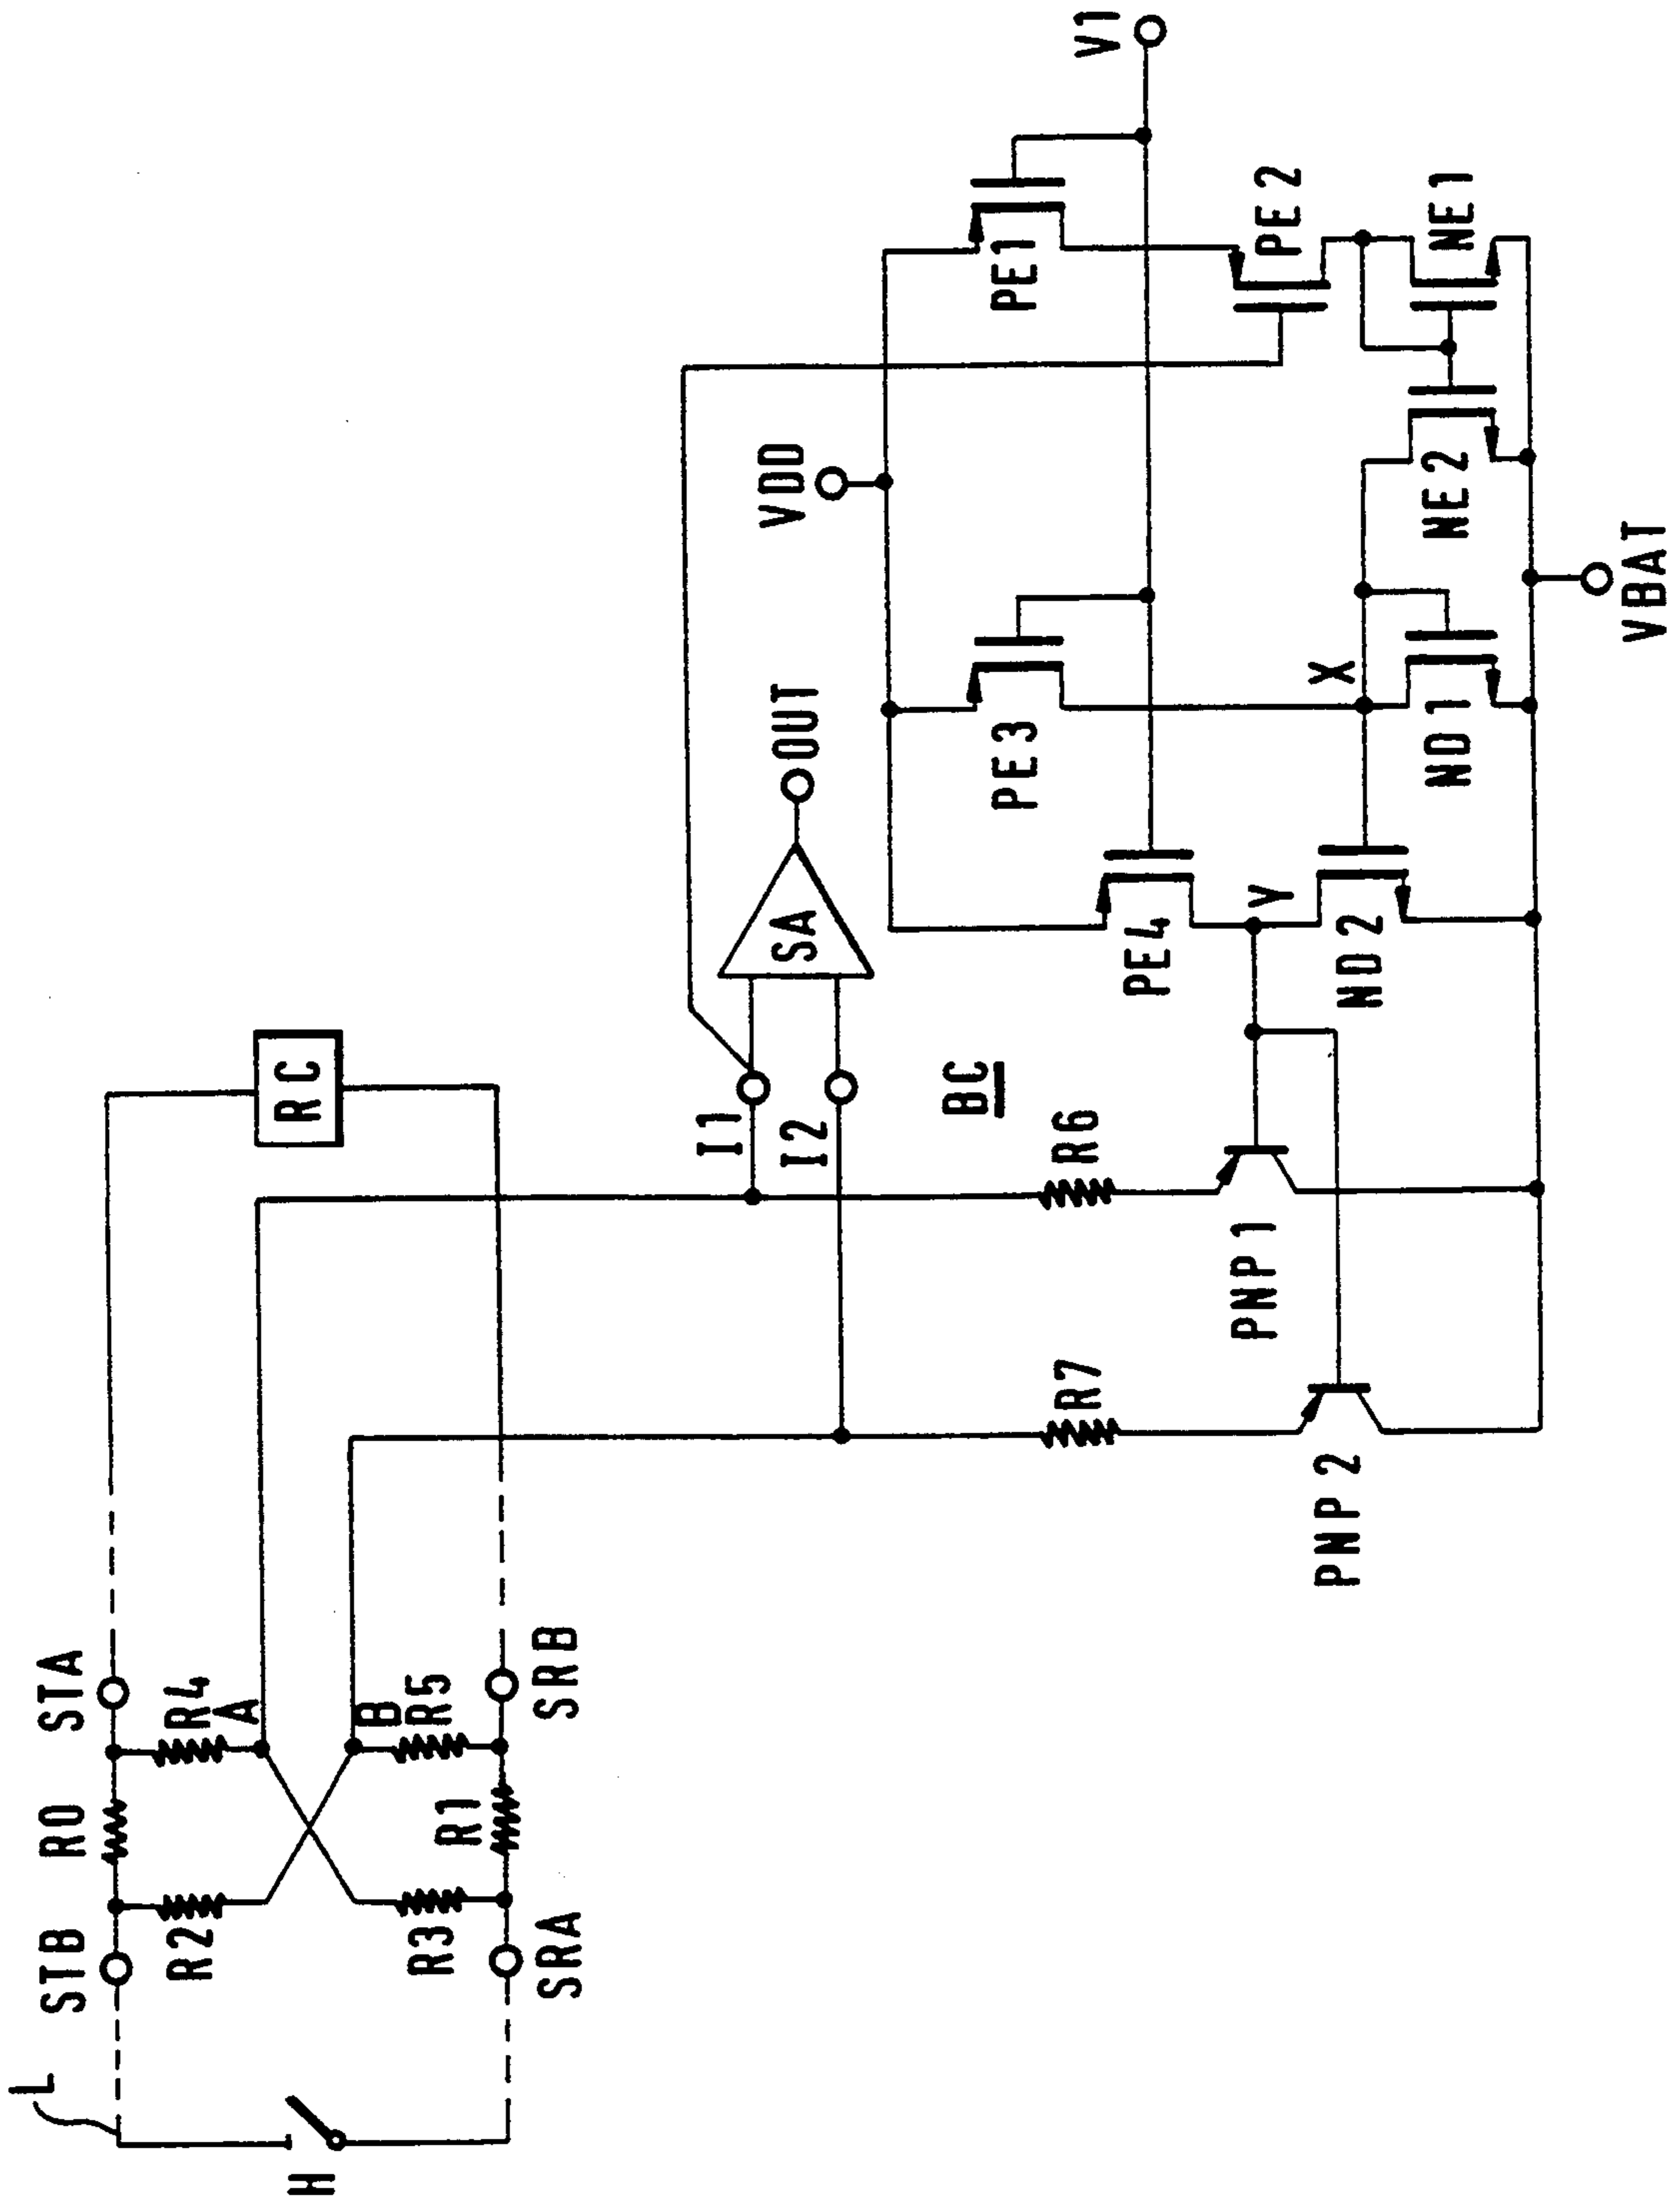 L
H
STB
R0
STA
R2
R4
A
B
R3
R1
R5
SRA
SRB
RC
I1
I2
SA
OUT
VDD
V1
BC
R6
R7
PNP1
PNP2
PE4
PE3
PE1
PE2
Y
X
ND2
ND1
NE2
NE1
VBAT